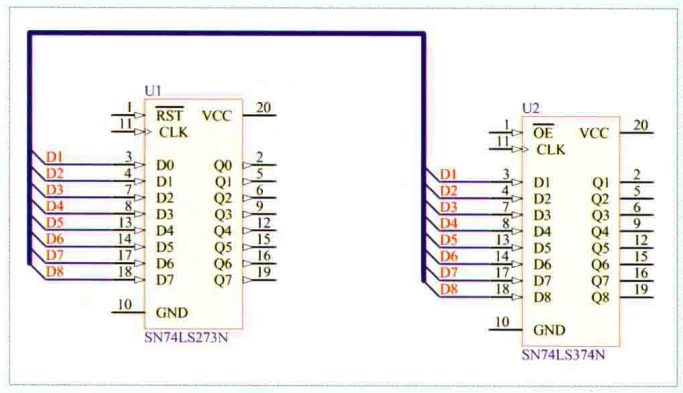 U1
1 RST VCC 20
11 CLK
D1 3 D0 Q0 2
D2 4 D1 Q1 5
D3 7 D2 Q2 6
D4 8 D3 Q3 9
D5 13 D4 Q4 12
D6 14 D5 Q5 15
D7 17 D6 Q6 16
D8 18 D7 Q7 19
10 GND
SN74LS273N
U2
1 OE VCC 20
11 CLK
D1 3 D1 Q1 2
D2 4 D2 Q2 5
D3 7 D3 Q3 6
D4 8 D4 Q4 9
D5 13 D5 Q5 12
D6 14 D6 Q6 15
D7 17 D7 Q7 16
D8 18 D8 Q8 19
10 GND
SN74LS374N